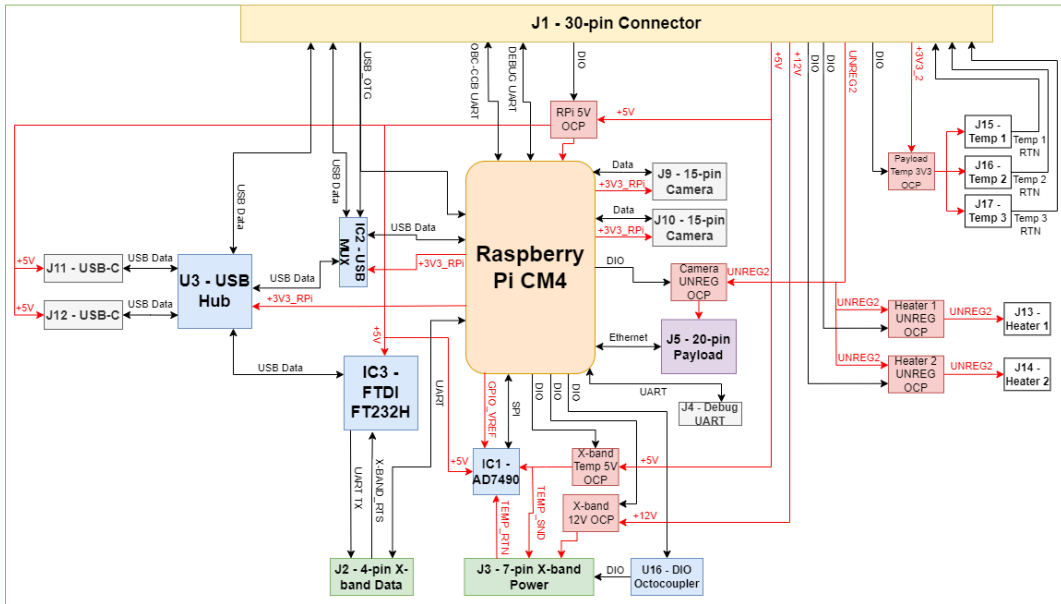 J1 - 30-pin Connector
USB_OTG
OBC-CCB UART
DEBUG UART
DIO
+5V
+12V
DIO
DIO
UNREG2
DIO
+3V3_2
RPi 5V
OCP
+5V
+5V
J15 -
Temp 1
Temp 1
RTN
Payload
Temp 3V3
OCP
J16 -
Temp 2
Temp 2
RTN
J17 -
Temp 3
Temp 3
RTN
USB Data
USB Data
Data
+3V3_RPi
J9 - 15-pin
Camera
Data
+3V3_RPi
J10 - 15-pin
Camera
IC2 - USB
MUX
USB Data
+3V3_RPi
Raspberry
Pi CM4
DIO
Camera
UNREG
OCP
UNREG2
+5V
J11 - USB-C
USB Data
U3 - USB
Hub
USB Data
+3V3_RPi
+5V
J12 - USB-C
USB Data
UNREG2
Heater 1
UNREG
OCP
UNREG2
J13 -
Heater 1
Ethernet
J5 - 20-pin
Payload
UNREG2
Heater 2
UNREG
OCP
UNREG2
J14 -
Heater 2
+5V
USB Data
IC3 -
FTDI
FT232H
UART
GPIO_VREF
SPI
DIO
DIO
DIO
UART
J4 - Debug
UART
+5V
IC1 -
AD7490
X-band
Temp 5V
OCP
+5V
UART TX
X-BAND_RTS
TEMP_RTN
TEMP_SND
X-band
12V OCP
+12V
J2 - 4-pin X-
band Data
J3 - 7-pin X-band
Power
DIO
U16 - DIO
Octocoupler